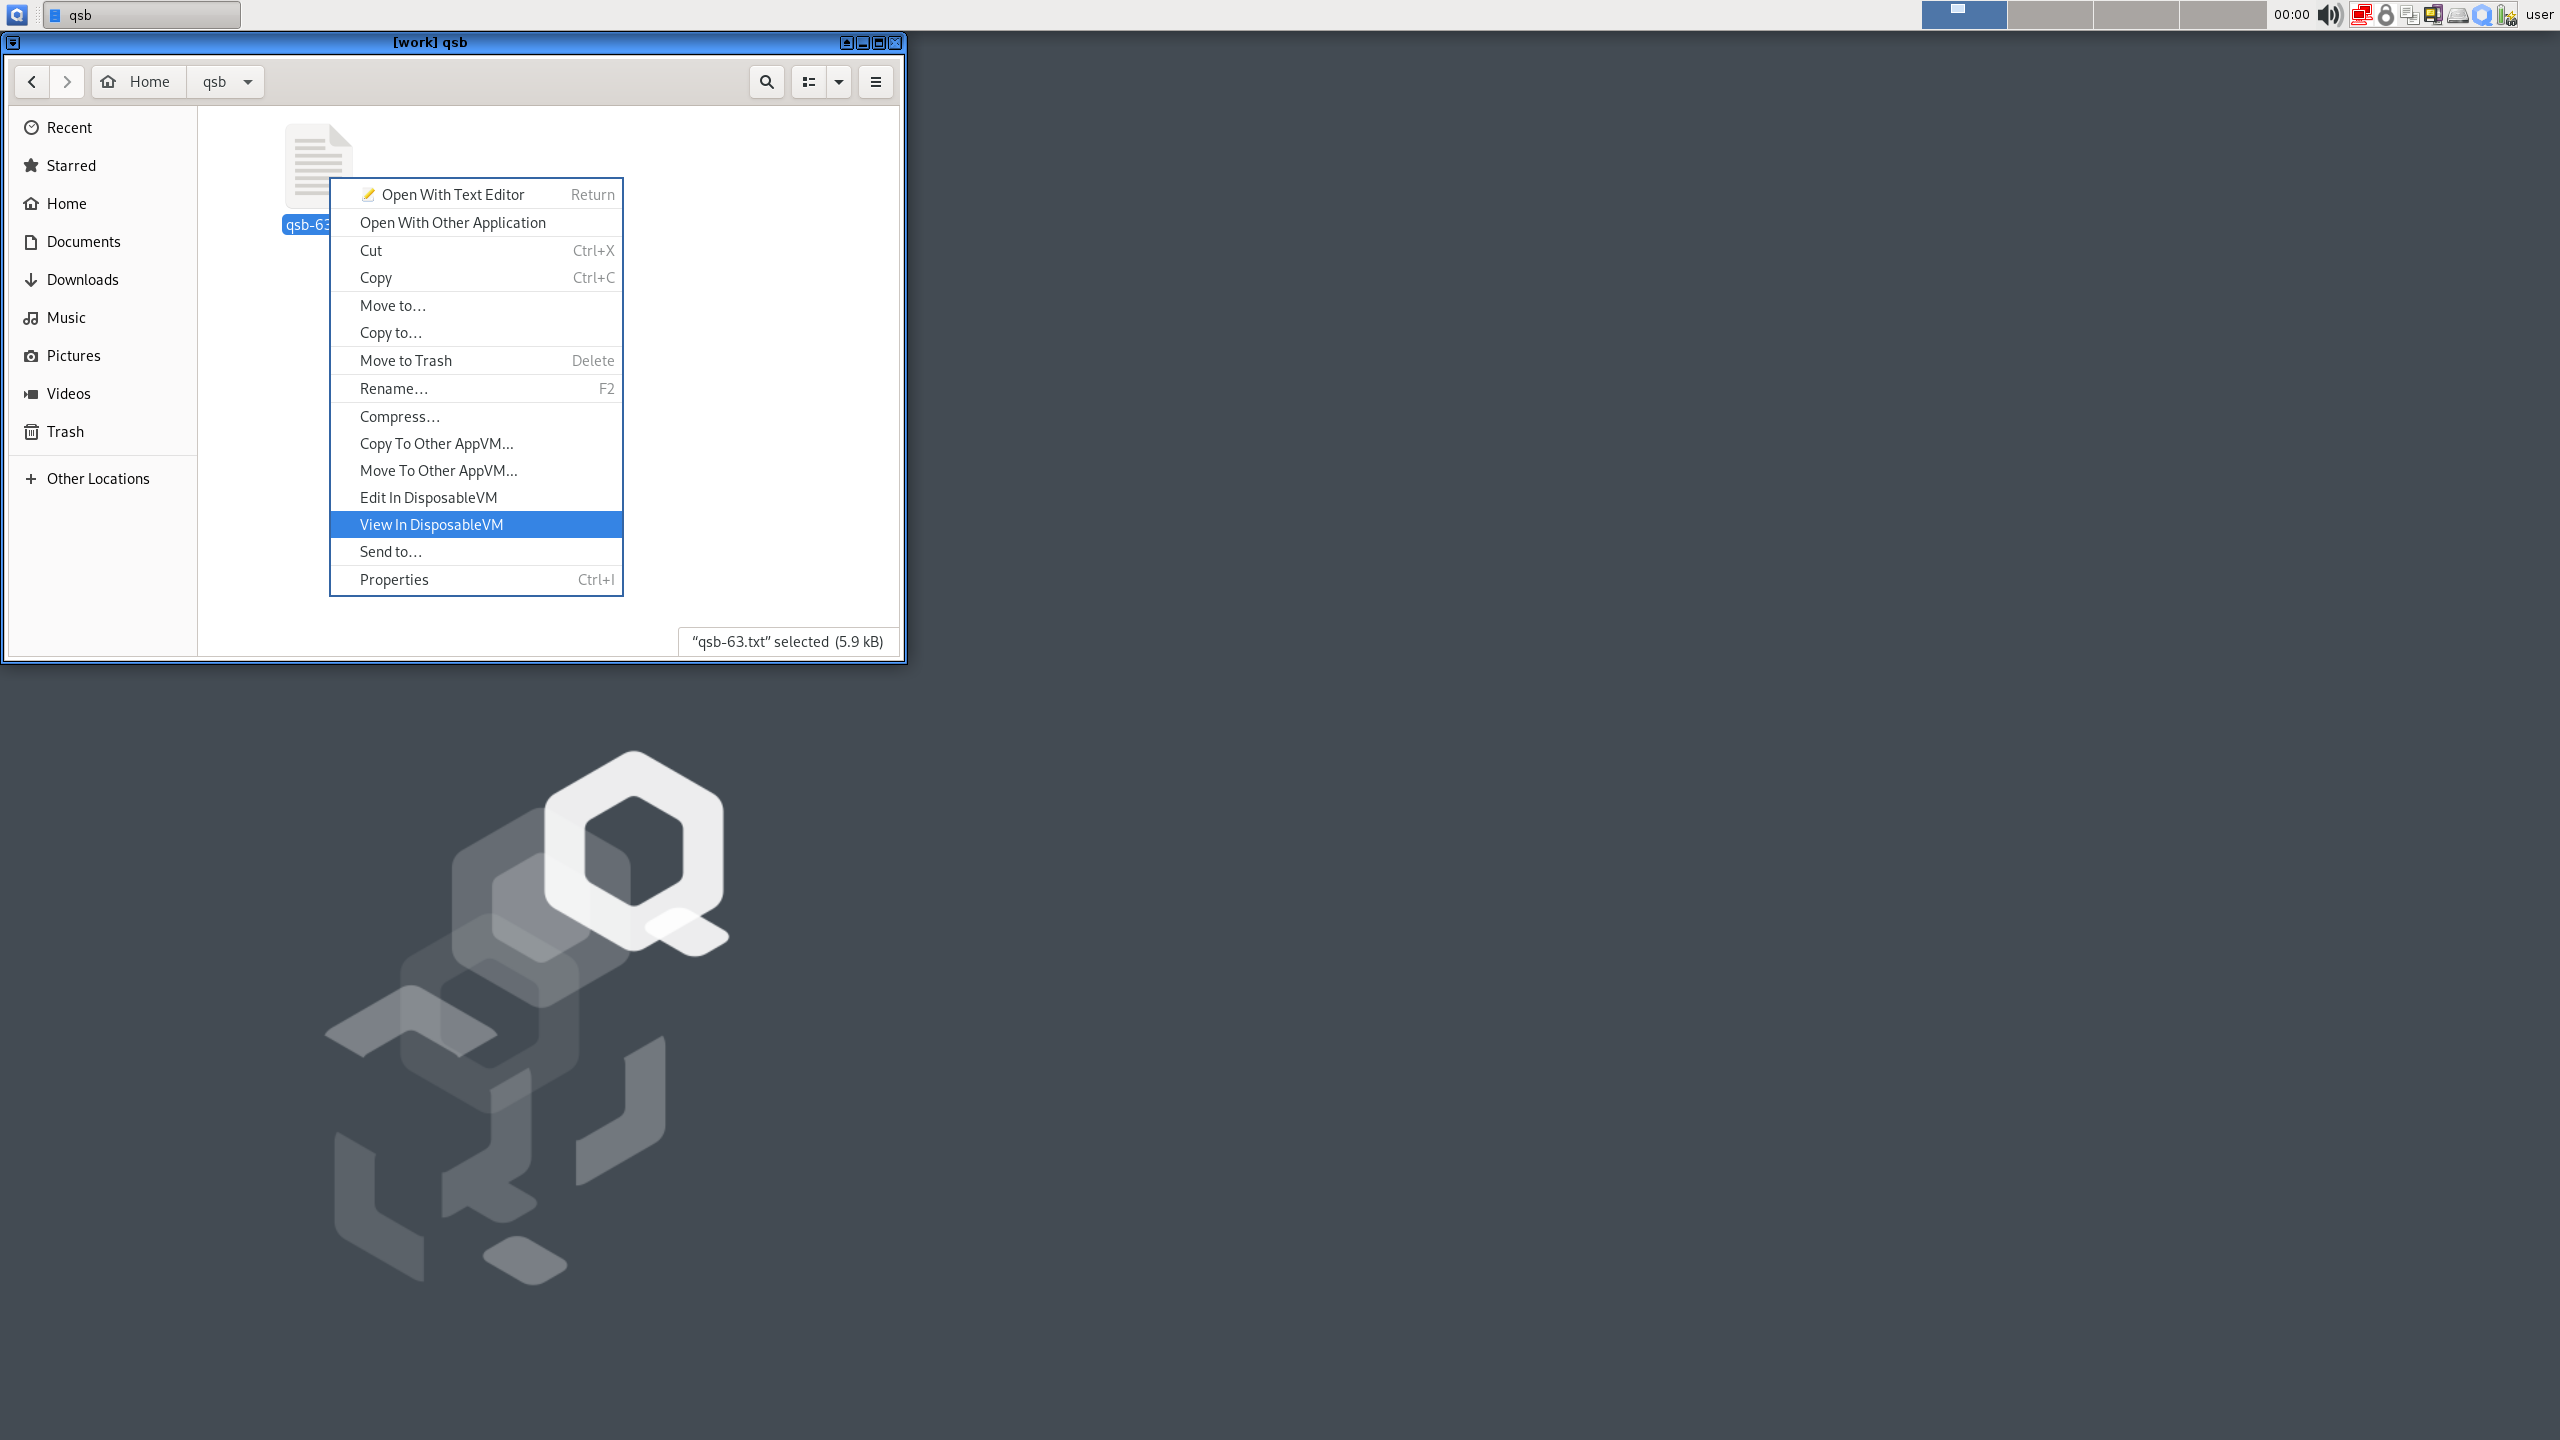 qsb
00:00
user
[work] qsb
Home
qsb
Recent
Starred
Home
Documents
Downloads
Music
Pictures
Videos
Trash
Other Locations
qsb-63
Open With Text Editor Return
Open With Other Application
Cut Ctrl+X
Copy Ctrl+C
Move to…
Copy to…
Move to Trash Delete
Rename… F2
Compress…
Copy To Other AppVM...
Move To Other AppVM...
Edit In DisposableVM
View In DisposableVM
Send to…
Properties Ctrl+I
“qsb-63.txt” selected (5.9 kB)